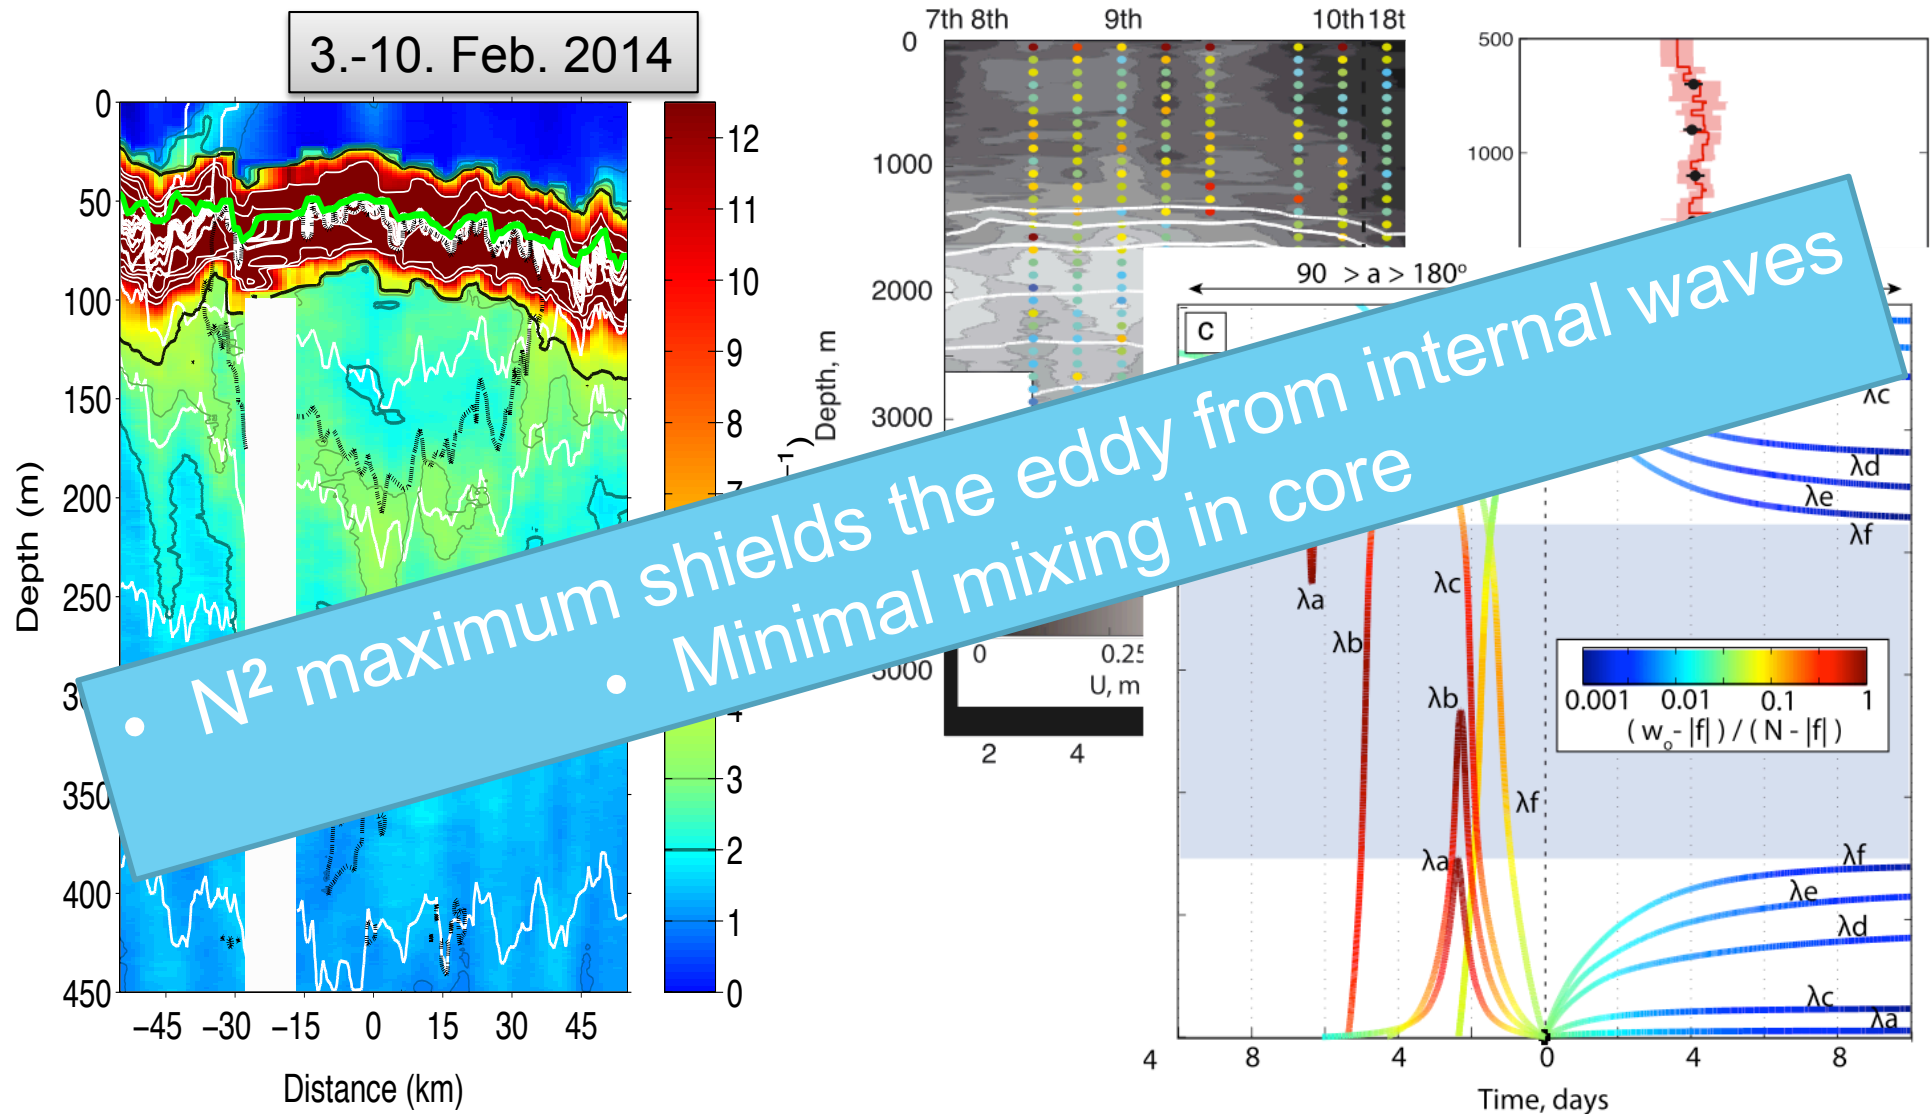 3.-10. Feb. 2014
0
50
100
150
200
250
350
400
450
Depth (m)
−45 −30 −15 0 15 30 45
Distance (km)
12
11
10
9
8
3
2
1
0
7th 8th 9th 10th 18t
0
1000
2000
3000
5000
Depth, m
−1)
0 0.25
U, m
2 4
500
1000
90 > a > 180º
c
λc
λd
λe
λf
λa
λb
λc
λb
λa
λf
0.001 0.01 0.1 1
( wo - |f| ) / ( N - |f| )
λf
λe
λd
λc
λa
4 8 4 0 4 8
Time, days
• N² maximum shields the eddy from internal waves
• Minimal mixing in core